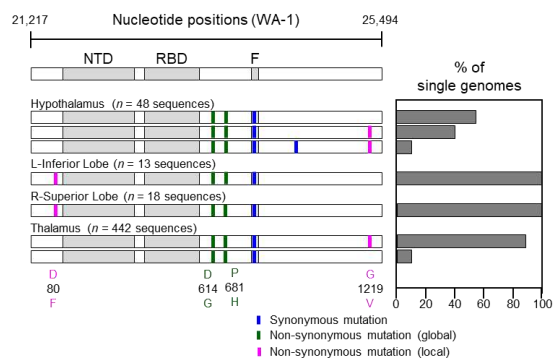 21,217 Nucleotide positions (WA-1) 25,494
NTD RBD F
% of
single genomes
Hypothalamus (n = 48 sequences)
L-Inferior Lobe (n = 13 sequences)
R-Superior Lobe (n = 18 sequences)
Thalamus (n = 442 sequences)
D D P G
80 614 681 1219
F G H V
0 20 40 60 80 100
Synonymous mutation
Non-synonymous mutation (global)
Non-synonymous mutation (local)